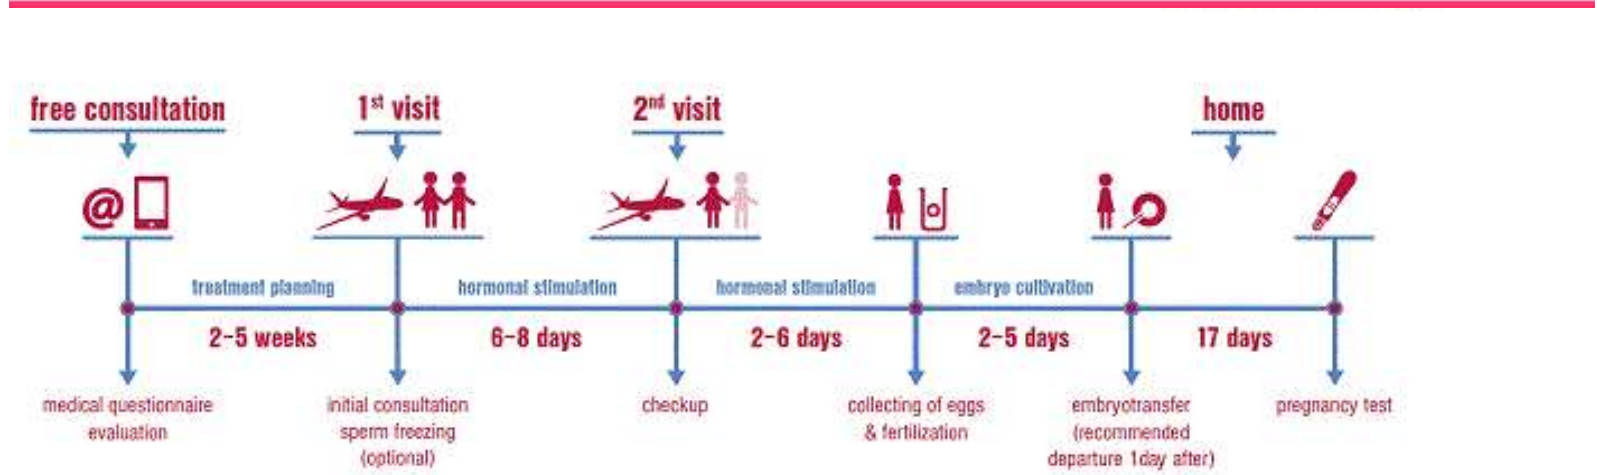 free consultation
1st visit
2nd visit
home
@
treatment planning
hormonal stimulation
hormonal stimulation
embryo cultivation
2-5 weeks
6-8 days
2-6 days
2-5 days
17 days
medical questionnaire
evaluation
initial consultation
sperm freezing
(optional)
checkup
collecting of eggs
& fertilization
embryotransfer
(recommended
departure 1day after)
pregnancy test